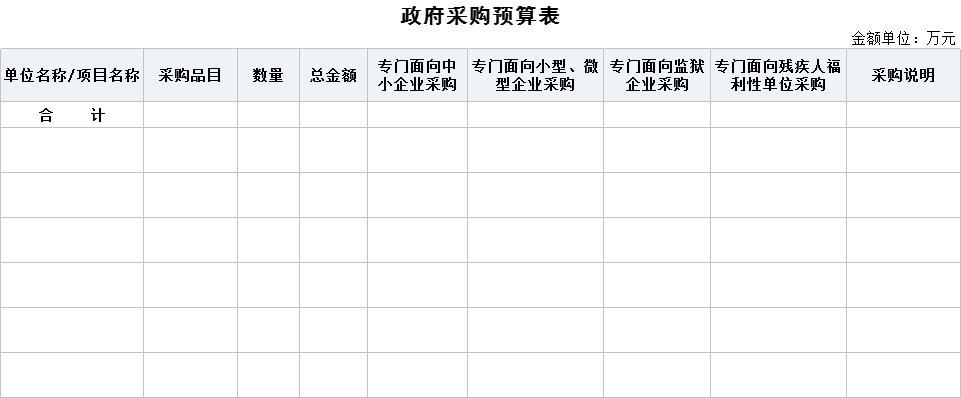 政府采购预算表
金额单位：万元
单位名称/项目名称 采购品目 数量 总金额 专门面向中小企业采购 专门面向小型、微型企业采购 专门面向监狱企业采购 专门面向残疾人福利性单位采购 采购说明
合 计